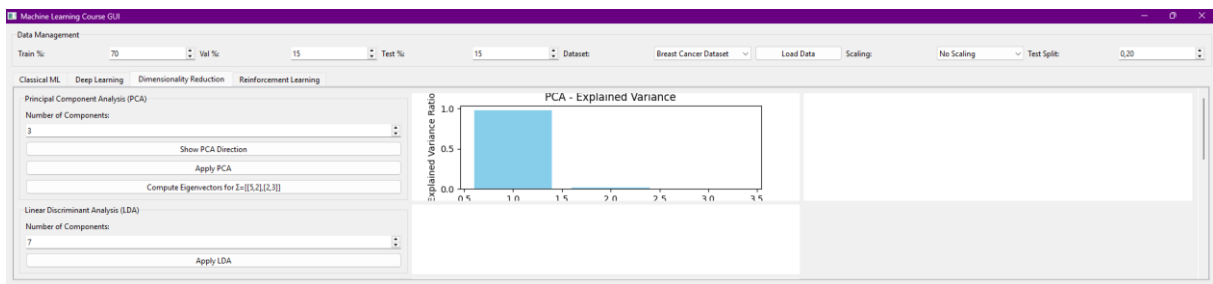 Machine Learning Course GUI
Data Management
Train %: 70 Val %: 15 Test %: 15 Dataset: Breast Cancer Dataset Load Data Scaling: No Scaling Test Split: 0,20
Classical ML Deep Learning Dimensionality Reduction Reinforcement Learning
Principal Component Analysis (PCA)
Number of Components:
3
Show PCA Direction
Apply PCA
Compute Eigenvectors for Σ=[[5,2],[2,3]]
Linear Discriminant Analysis (LDA)
Number of Components:
7
Apply LDA
PCA - Explained Variance
Explained Variance Ratio
1.0
0.5
0.0
0.5 1.0 1.5 2.0 2.5 3.0 3.5